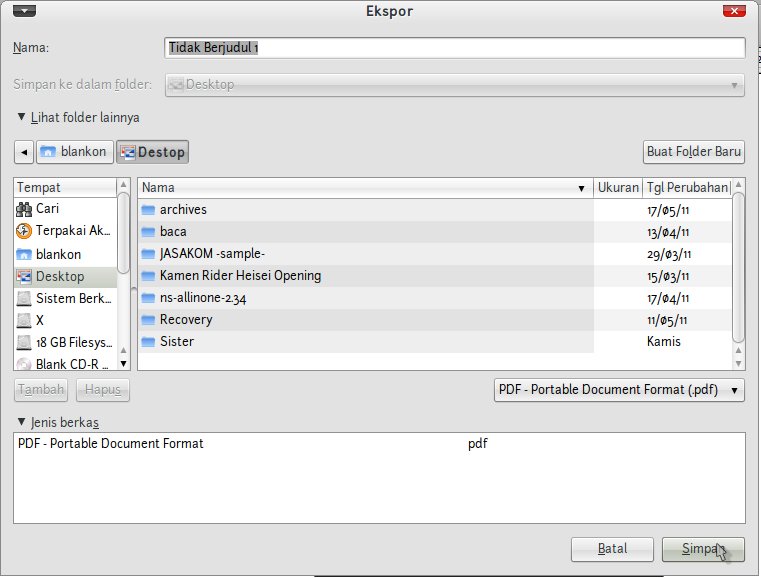 Ekspor
Nama: Tidak Berjudul 1
Simpan ke dalam folder: Desktop
Lihat folder lainnya
blankon Destop Buat Folder Baru
Tempat
Cari
Terpakai Ak...
blankon
Desktop
Sistem Berk...
X
18 GB Filesys...
Blank CD-R ...
Nama Ukuran Tgl Perubahan
archives 17/05/11
baca 13/04/11
JASAKOM -sample- 29/03/11
Kamen Rider Heisei Opening 15/03/11
ns-allinone-2.34 17/04/11
Recovery 11/05/11
Sister Kamis
Tambah Hapus PDF - Portable Document Format (.pdf)
Jenis berkas
PDF - Portable Document Format pdf
Batal Simpan